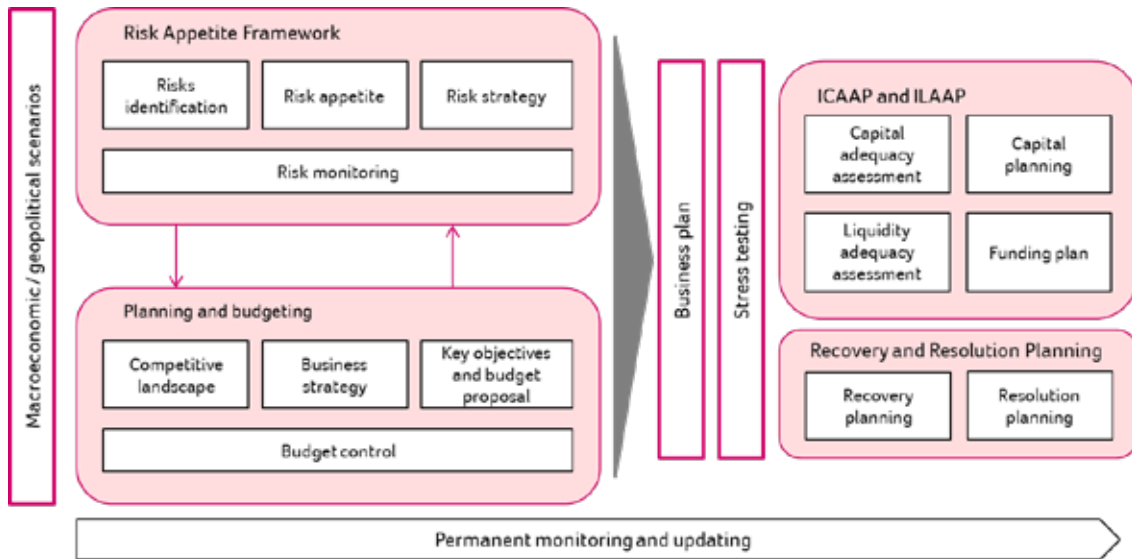 Macroeconomic / geopolitical scenarios
Risk Appetite Framework
Risks
identification
Risk appetite
Risk strategy
Risk monitoring
Planning and budgeting
Competitive
landscape
Business
strategy
Key objectives
and budget
proposal
Budget control
Business plan
Stress testing
ICAAP and ILAAP
Capital
adequacy
assessment
Capital
planning
Liquidity
adequacy
assessment
Funding plan
Recovery and Resolution Planning
Recovery
planning
Resolution
planning
Permanent monitoring and updating